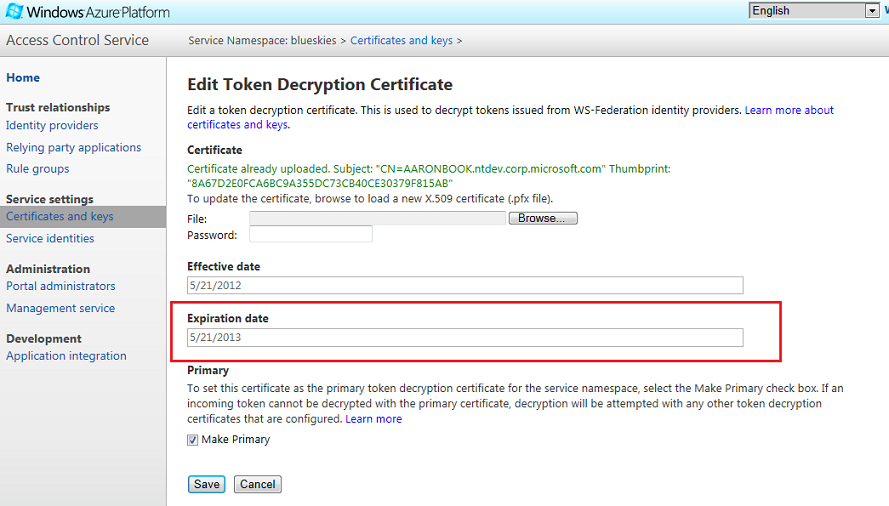 Windows Azure Platform
English
W
Access Control Service
Service Namespace: blueskies > Certificates and keys >
Home
Trust relationships
Identity providers
Relying party applications
Rule groups
Service settings
Certificates and keys
Service identities
Administration
Portal administrators
Management service
Development
Application integration
Edit Token Decryption Certificate
Edit a token decryption certificate. This is used to decrypt tokens issued from WS-Federation identity providers. Learn more about
certificates and keys.
Certificate
Certificate already uploaded. Subject: "CN=AARONBOOK.ntdev.corp.microsoft.com" Thumbprint:
"8A67D2E0FCA6BC9A355DC73CB40CE30379F815AB"
To update the certificate, browse to load a new X.509 certificate (.pfx file).
File:
Browse...
Password:
Effective date
5/21/2012
Expiration date
5/21/2013
Primary
To set this certificate as the primary token decryption certificate for the service namespace, select the Make Primary check box. If an
incoming token cannot be decrypted with the primary certificate, decryption will be attempted with any other token decryption
certificates that are configured. Learn more
Make Primary
Save
Cancel